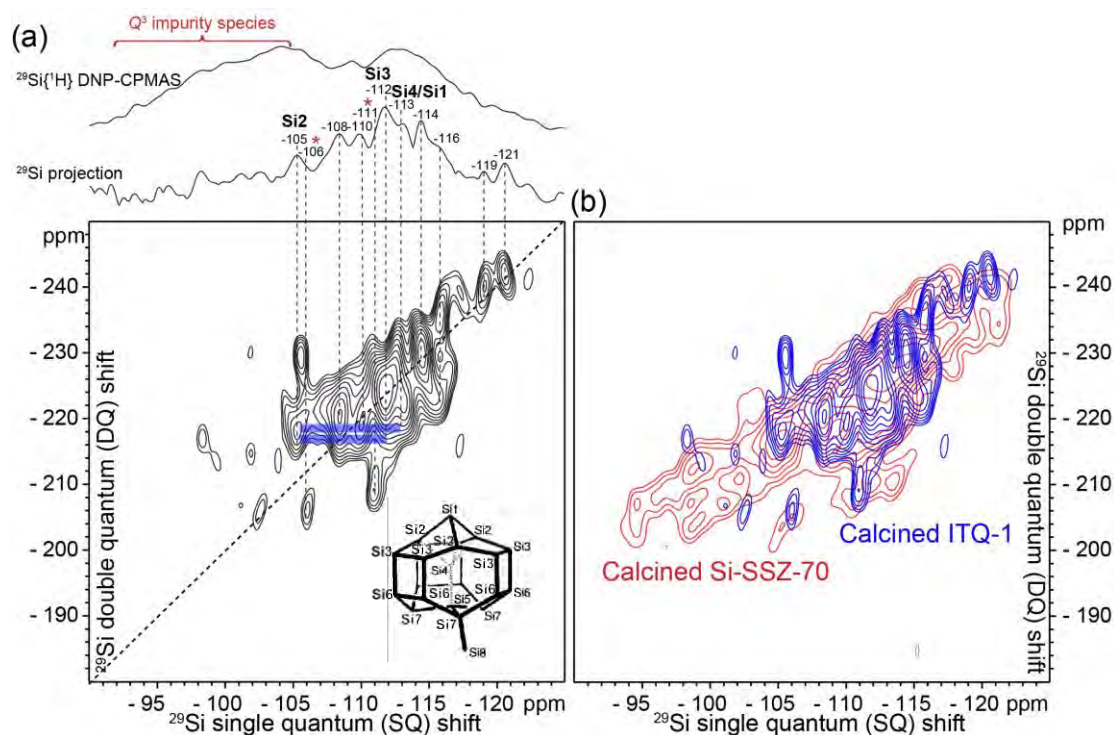 (a)
Q³ impurity species
²⁹Si{¹H} DNP-CPMAS
Si3
-112
Si4/Si1
*
-111
-113
Si2
-105
*
-106
-108
-110
-114
-116
-119
-121
²⁹Si projection
(b)
ppm
- 240
- 230
- 220
- 210
- 200
- 190
²⁹Si double quantum (DQ) shift
Si1
Si2
Si2
Si2
Si3
Si3
Si3
Si3
Si4
Si6
Si6
Si6
Si6
Si5
Si7
Si7
Si7
Si8
- 95 - 100 - 105 - 110 - 115 - 120 ppm
²⁹Si single quantum (SQ) shift
ppm
- 240
- 230
- 220
- 210
- 200
- 190
²⁹Si double quantum (DQ) shift
Calcined ITQ-1
Calcined Si-SSZ-70
- 95 - 100 - 105 - 110 - 115 - 120 ppm
²⁹Si single quantum (SQ) shift